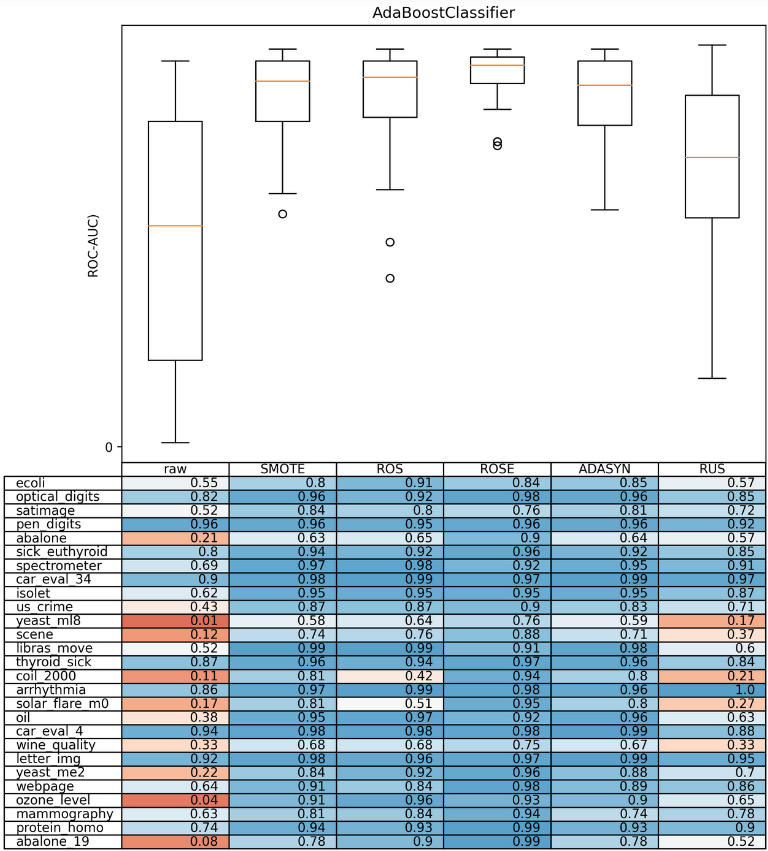 AdaBoostClassifier
ROC-AUC)
0
raw SMOTE ROS ROSE ADASYN RUS
ecoli 0.55 0.8 0.91 0.84 0.85 0.57
optical_digits 0.82 0.96 0.92 0.98 0.96 0.85
satimage 0.52 0.84 0.8 0.76 0.81 0.72
pen_digits 0.96 0.96 0.95 0.96 0.96 0.92
abalone 0.21 0.63 0.65 0.9 0.64 0.57
sick_euthyroid 0.8 0.94 0.92 0.96 0.92 0.85
spectrometer 0.69 0.97 0.98 0.92 0.95 0.91
car_eval_34 0.9 0.98 0.99 0.97 0.99 0.97
isolet 0.62 0.95 0.95 0.95 0.95 0.87
us_crime 0.43 0.87 0.87 0.9 0.83 0.71
yeast_ml8 0.01 0.58 0.64 0.76 0.59 0.17
scene 0.12 0.74 0.76 0.88 0.71 0.37
libras_move 0.52 0.99 0.99 0.91 0.98 0.6
thyroid_sick 0.87 0.96 0.94 0.97 0.96 0.84
coil_2000 0.11 0.81 0.42 0.94 0.8 0.21
arrhythmia 0.86 0.97 0.99 0.98 0.96 1.0
solar_flare_m0 0.17 0.81 0.51 0.95 0.8 0.27
oil 0.38 0.95 0.97 0.92 0.96 0.63
car_eval_4 0.94 0.98 0.98 0.98 0.99 0.88
wine_quality 0.33 0.68 0.68 0.75 0.67 0.33
letter_img 0.92 0.98 0.96 0.97 0.99 0.95
yeast_me2 0.22 0.84 0.92 0.96 0.88 0.7
webpage 0.64 0.91 0.84 0.98 0.89 0.86
ozone_level 0.04 0.91 0.96 0.93 0.9 0.65
mammography 0.63 0.81 0.84 0.94 0.74 0.78
protein_homo 0.74 0.94 0.93 0.99 0.93 0.9
abalone_19 0.08 0.78 0.9 0.99 0.78 0.52